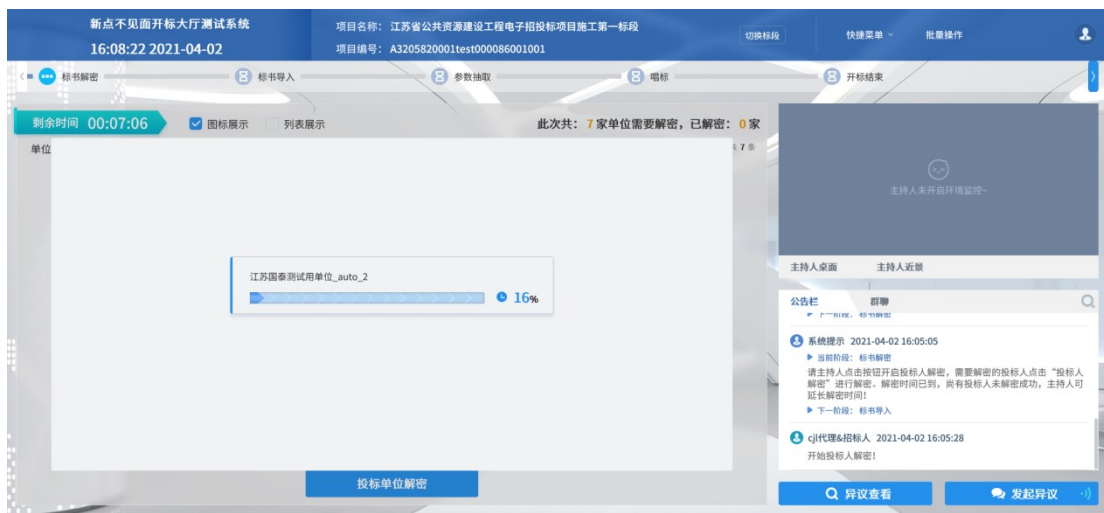 新点不见面开标大厅测试系统
16:08:22 2021-04-02
项目名称: 江苏省公共资源建设工程电子招投标项目施工第一标段
项目编号: A3205820001test000086001001
切换标段
快捷菜单
批量操作
标书解密
标书导入
参数抽取
唱标
开标结束
剩余时间 00:07:06
图标展示
列表展示
此次共: 7 家单位需要解密, 已解密: 0 家
单位
7 条
江苏国泰测试用单位_auto_2
16%
投标单位解密
主持人未开启环境监控~
主持人桌面
主持人近景
公告栏
群聊
下一阶段: 标书解密
系统提示 2021-04-02 16:05:05
当前阶段: 标书解密
请主持人点击按钮开启投标人解密, 需要解密的投标人点击“投标人
解密”进行解密. 解密时间已到, 尚有投标人未解密成功, 主持人可
延长解密时间!
下一阶段: 标书导入
cjl代理&招标人 2021-04-02 16:05:28
开始投标人解密!
异议查看
发起异议